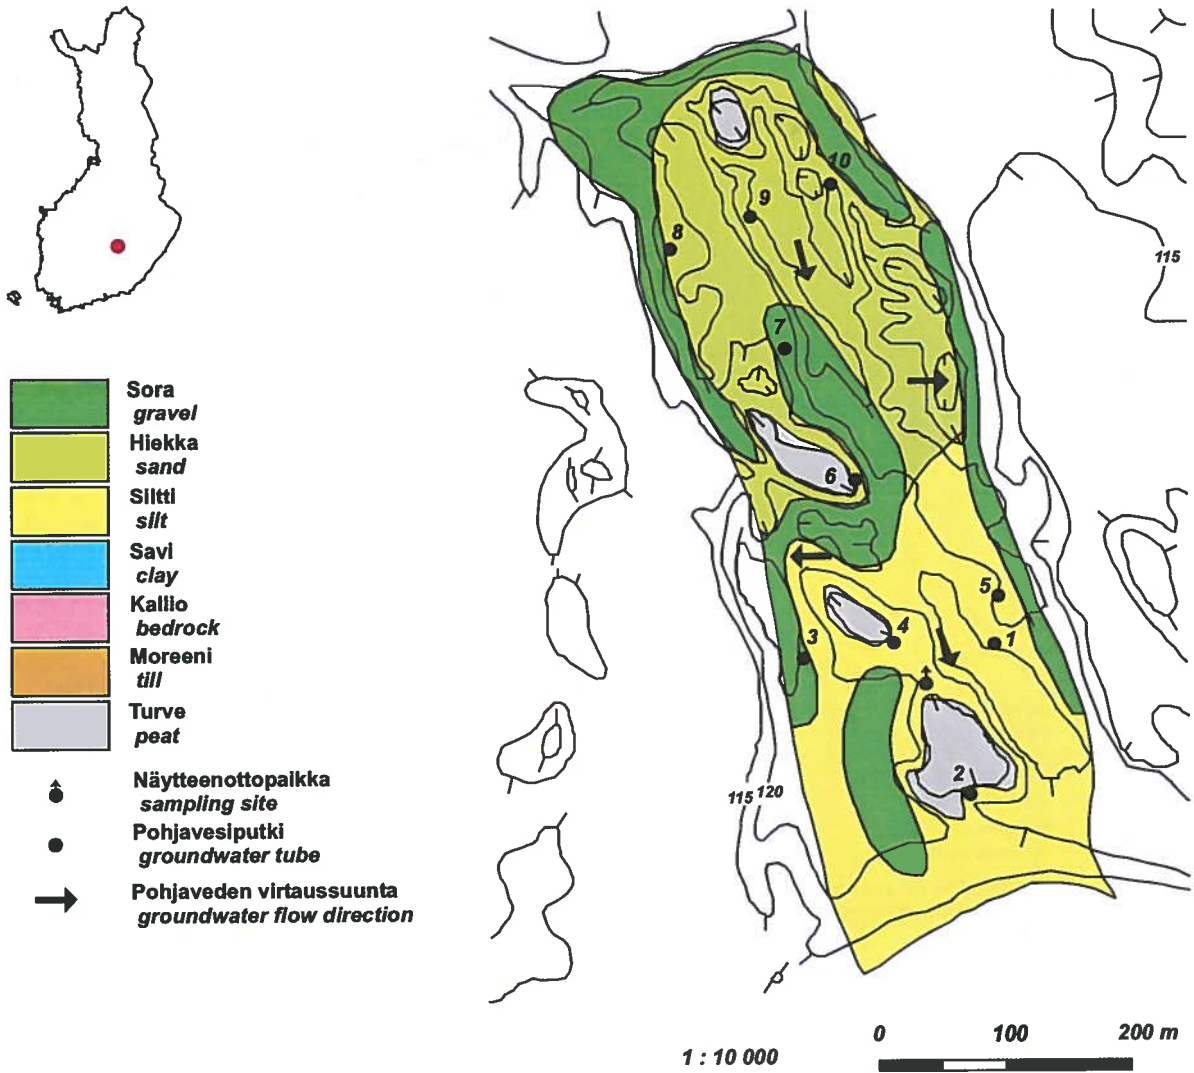 Sora
gravel
Hiekka
sand
Siltti
silt
Savi
clay
Kallio
bedrock
Moreeni
till
Turve
peat
Näytteenottopaikka
sampling site
Pohjavesiputki
groundwater tube
Pohjaveden virtaussuunta
groundwater flow direction
10
9
8
115
7
6
5
4
3
1
2
115 120
0 100 200 m
1 : 10 000